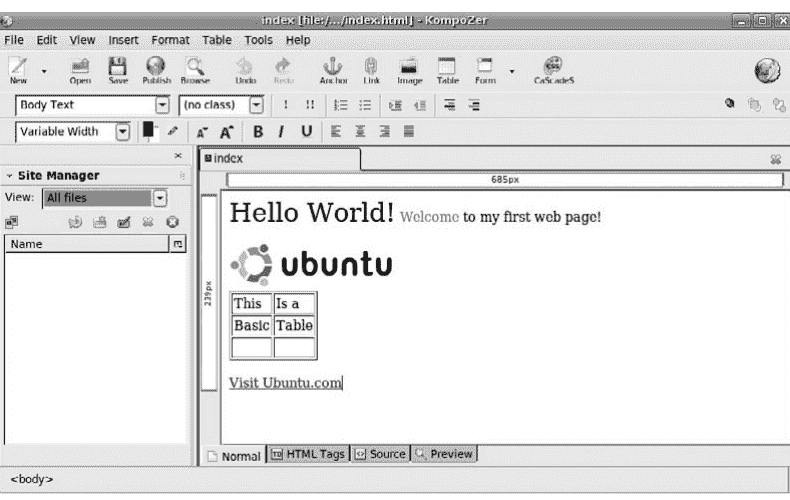 index [file:/.../index.html] - KompoZer
File Edit View Insert Format Table Tools Help
New Open Save Publish Browse Undo Redo Anchor Link Image Table Form CaScadeS
Body Text (no class) ! !!
Variable Width A A B I U
Site Manager
View: All files
Name
index
685px
239px
Hello World! Welcome to my first web page!
ubuntu
This Is a
Basic Table
Visit Ubuntu.com
Normal HTML Tags Source Preview
<body>